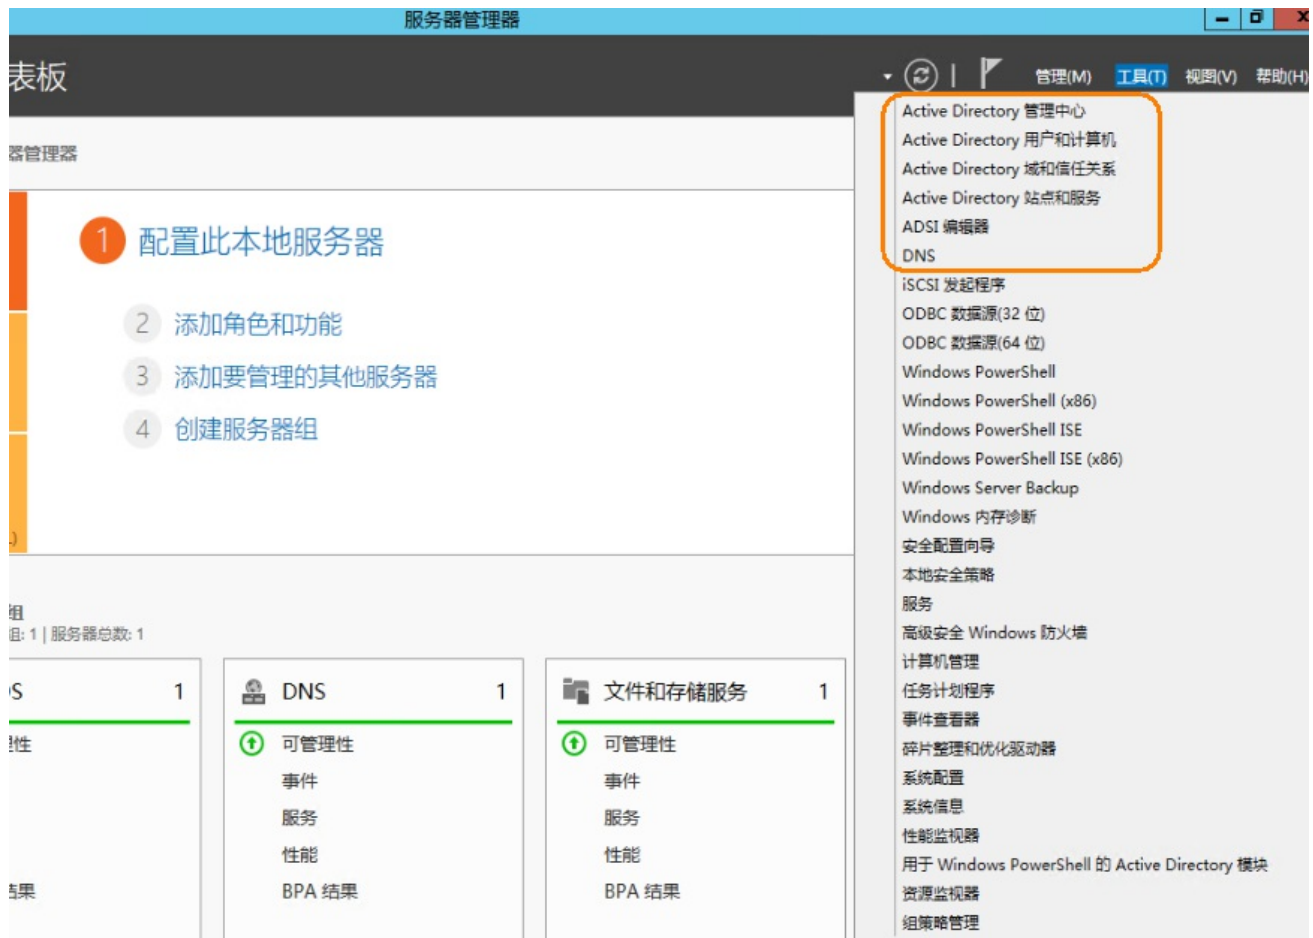 服务器管理器
表板
管理(M) 工具(T) 视图(V) 帮助(H)
器管理器
1 配置此本地服务器
2 添加角色和功能
3 添加要管理的其他服务器
4 创建服务器组
组
组: 1 | 服务器总数: 1
DS 1
理性
结果
DNS 1
可管理性
事件
服务
性能
BPA 结果
文件和存储服务 1
可管理性
事件
服务
性能
BPA 结果
Active Directory 管理中心
Active Directory 用户和计算机
Active Directory 域和信任关系
Active Directory 站点和服务
ADSI 编辑器
DNS
iSCSI 发起程序
ODBC 数据源(32 位)
ODBC 数据源(64 位)
Windows PowerShell
Windows PowerShell (x86)
Windows PowerShell ISE
Windows PowerShell ISE (x86)
Windows Server Backup
Windows 内存诊断
安全配置向导
本地安全策略
服务
高级安全 Windows 防火墙
计算机管理
任务计划程序
事件查看器
碎片整理和优化驱动器
系统配置
系统信息
性能监视器
用于 Windows PowerShell 的 Active Directory 模块
资源监视器
组策略管理